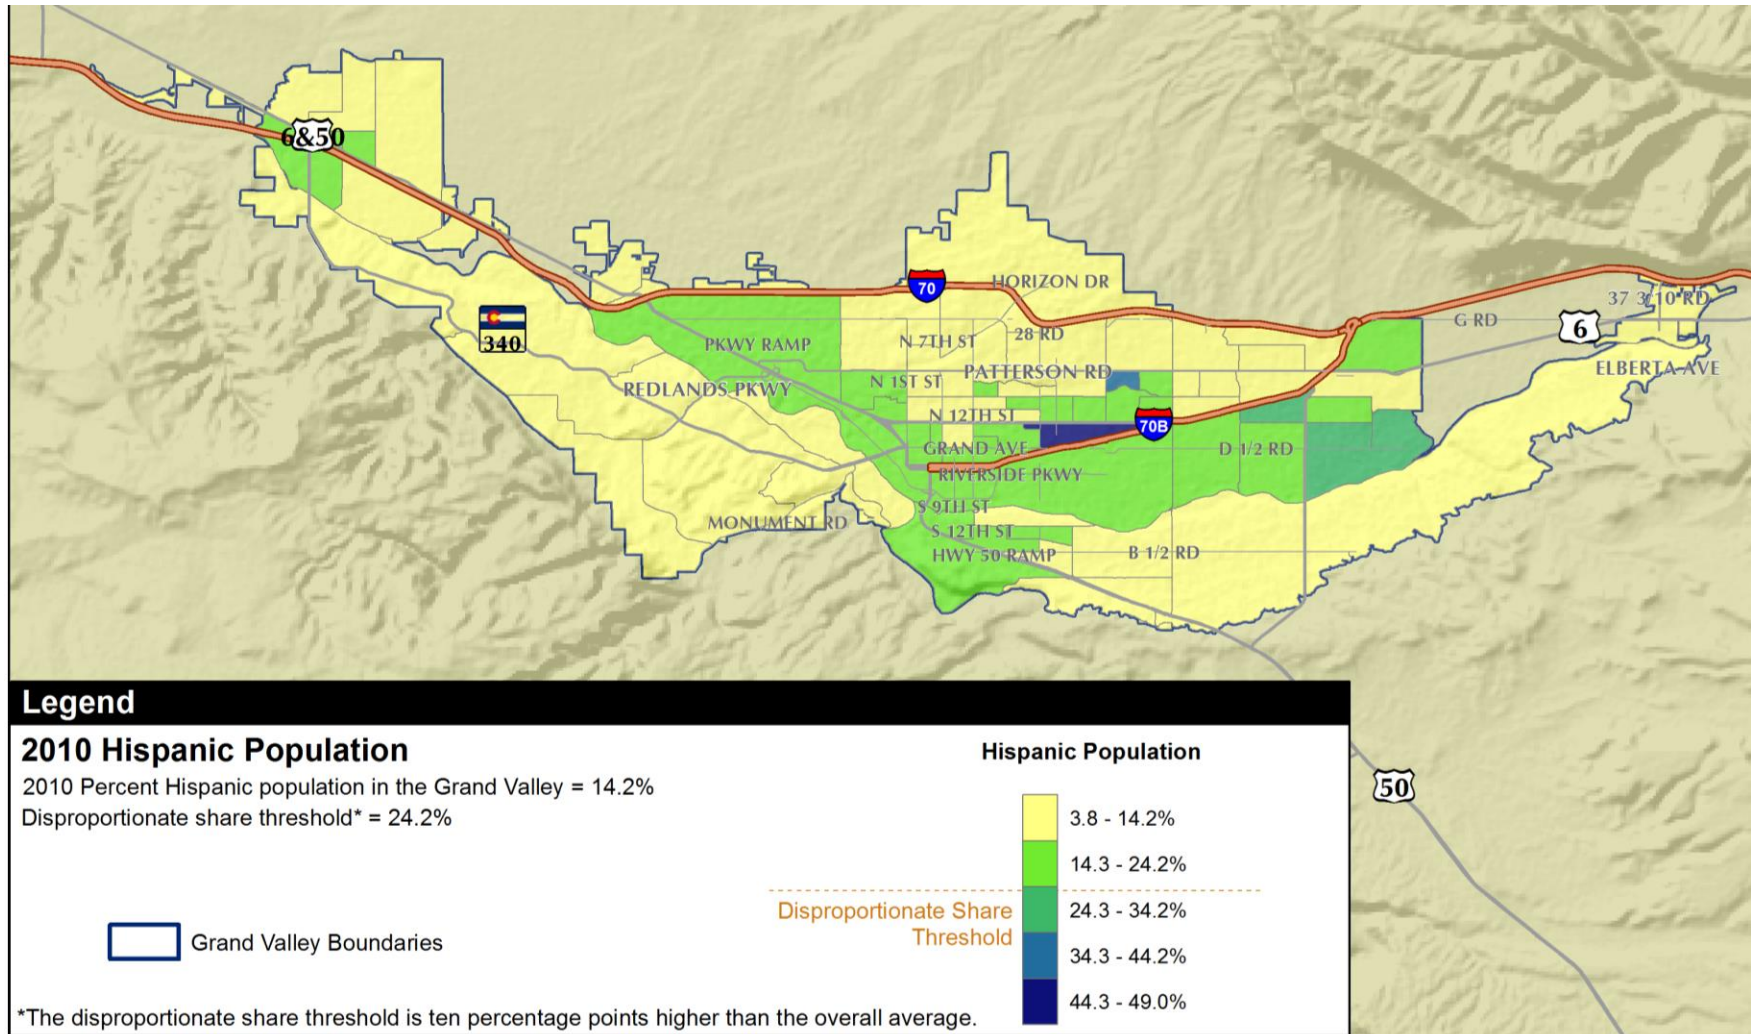 6&50
70
HORIZON DR
37 3/10 RD
G RD
6
340
PKWY RAMP
N 7TH ST
28 RD
REDLANDS PKWY
N 1ST ST
PATTERSON RD
ELBERTA AVE
N 12TH ST
70B
GRAND AVE
D 1/2 RD
RIVERSIDE PKWY
S 9TH ST
MONUMENT RD
S 12TH ST
HWY 50 RAMP
B 1/2 RD
50
Legend
2010 Hispanic Population
2010 Percent Hispanic population in the Grand Valley = 14.2%
Disproportionate share threshold* = 24.2%
Grand Valley Boundaries
Hispanic Population
3.8 - 14.2%
14.3 - 24.2%
Disproportionate Share
Threshold
24.3 - 34.2%
34.3 - 44.2%
44.3 - 49.0%
*The disproportionate share threshold is ten percentage points higher than the overall average.